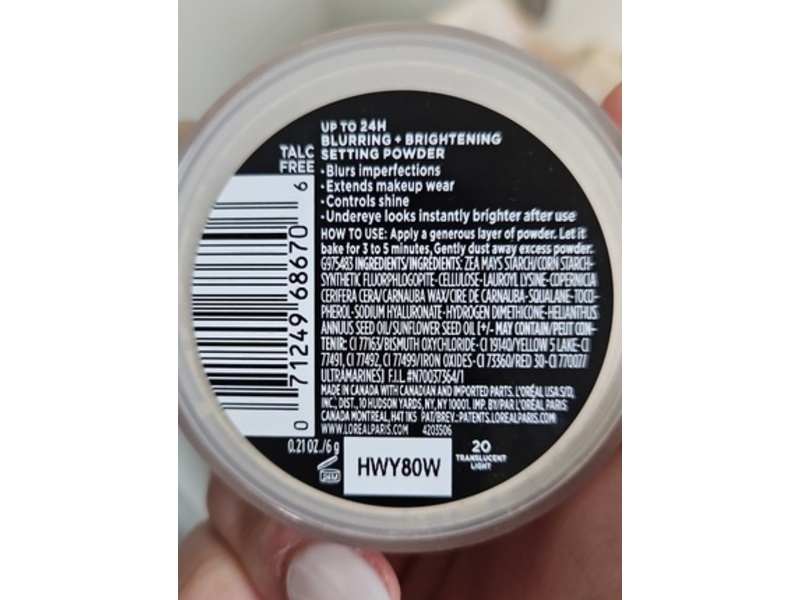 UP TO 24H
BLURRING + BRIGHTENING
SETTING POWDER
TALC
FREE
• Blurs imperfections
• Extends makeup wear
• Controls shine
• Undereye looks instantly brighter after use
HOW TO USE: Apply a generous layer of powder. Let it
bake for 3 to 5 minutes. Gently dust away excess powder.
G975483 INGREDIENTS/INGRÉDIENTS: ZEA MAYS STARCH/CORN STARCH•
SYNTHETIC FLUORPHLOGOPITE• CELLULOSE• LAUROYL LYSINE• COPERNICIA
CERIFERA CERA/CARNAUBA WAX/CIRE DE CARNAUBA• SQUALANE• TOCO-
PHEROL• SODIUM HYALURONATE• HYDROGEN DIMETHICONE• HELIANTHUS
ANNUUS SEED OIL/SUNFLOWER SEED OIL [+/- MAY CONTAIN/PEUT CON-
TENIR: CI 77163/BISMUTH OXYCHLORIDE• CI 19140/YELLOW 5 LAKE• CI
77491, CI 77492, CI 77499/IRON OXIDES• CI 73360/RED 30• CI 77007/
ULTRAMARINES] F.I.L. #N70037364/1
MADE IN CANADA WITH CANADIAN AND IMPORTED PARTS. L'ORÉAL USA S/D,
INC., DIST., 10 HUDSON YARDS, NY, NY 10001. IMP. BY/PAR L'ORÉAL PARIS
CANADA MONTREAL, H4T 1K5 PAT/BREV.: PATENTS.LOREALPARIS.COM
WWW.LOREALPARIS.COM 4203506
0 71249 68670 6
0.21 OZ./6 g
24M
HWY80W
20
TRANSLUCENT
LIGHT